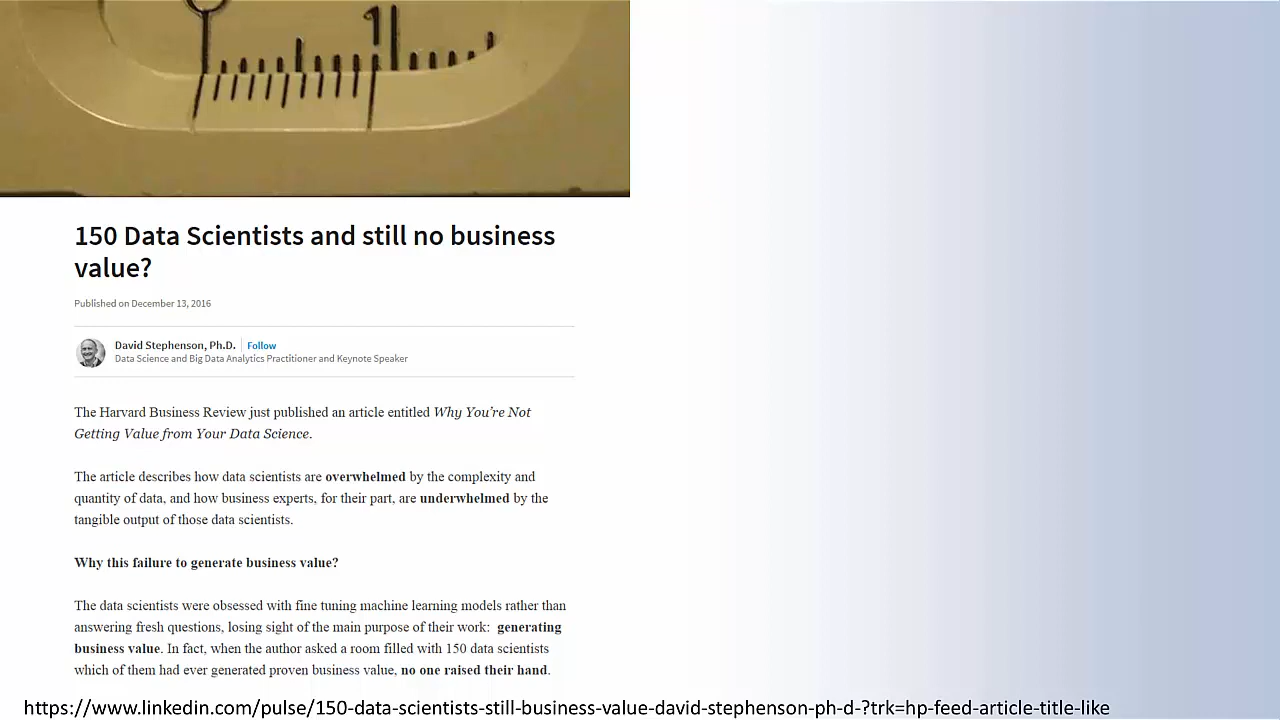 1
150 Data Scientists and still no business
value?
Published on December 13, 2016
David Stephenson, Ph.D. | Follow
Data Science and Big Data Analytics Practitioner and Keynote Speaker
The Harvard Business Review just published an article entitled Why You're Not
Getting Value from Your Data Science.
The article describes how data scientists are overwhelmed by the complexity and
quantity of data, and how business experts, for their part, are underwhelmed by the
tangible output of those data scientists.
Why this failure to generate business value?
The data scientists were obsessed with fine tuning machine learning models rather than
answering fresh questions, losing sight of the main purpose of their work: generating
business value. In fact, when the author asked a room filled with 150 data scientists
which of them had ever generated proven business value, no one raised their hand.
https://www.linkedin.com/pulse/150-data-scientists-still-business-value-david-stephenson-ph-d-?trk=hp-feed-article-title-like